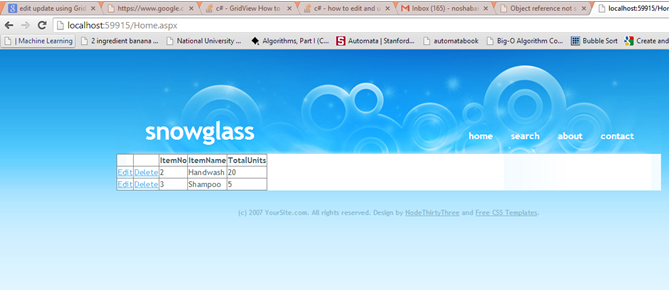 edit update using Grid
https://www.google.c
c# - GridView How to
c# - how to edit and u
Inbox (165) - noshaba
Object reference not
localhost:59915/Hom
localhost:59915/Home.aspx
| Machine Learning
2 ingredient banana ...
National University ...
Algorithms, Part I (C...
Automata | Stanford...
automatabook
Big-O Algorithm Co...
Bubble Sort
Create and
snowglass
home search about contact
ItemNo ItemName TotalUnits
Edit Delete 2 Handwash 20
Edit Delete 3 Shampoo 5
(c) 2007 YourSite.com. All rights reserved. Design by NodeThirtyThree and Free CSS Templates.